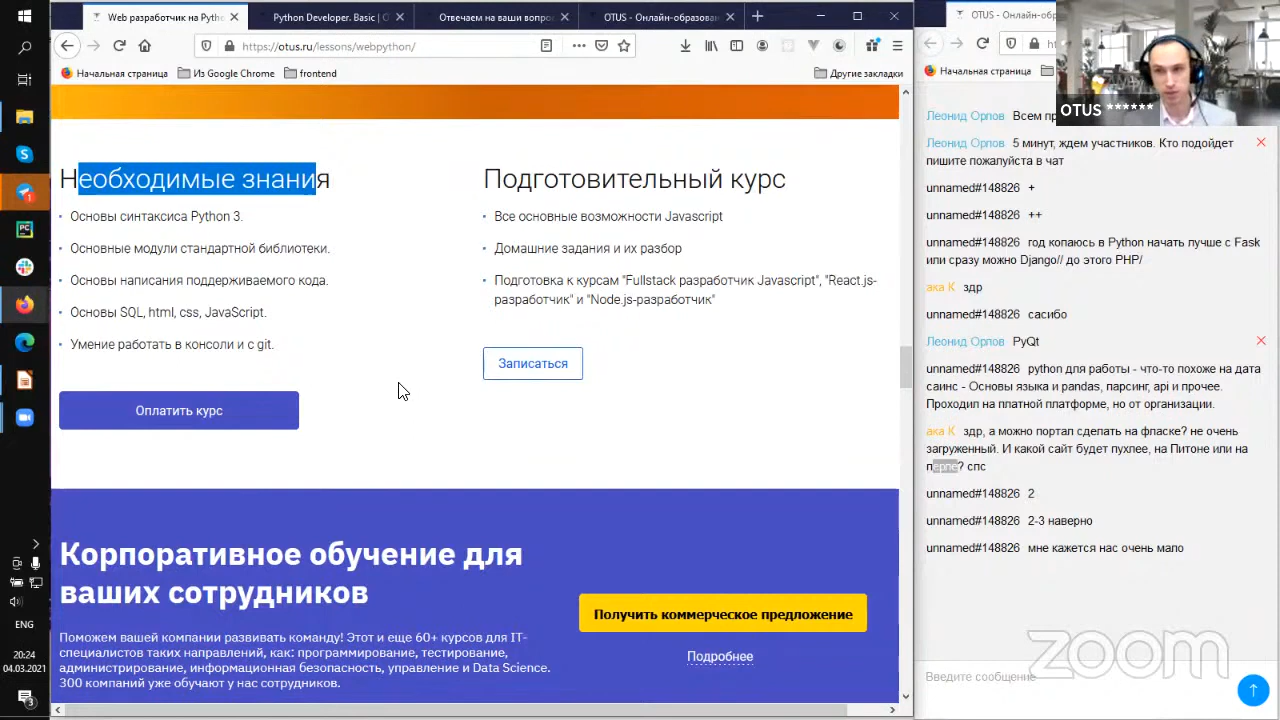 Web разработчик на Pyth
Python Developer. Basic | O
Отвечаем на ваши вопрос
OTUS - Онлайн-образован
OTUS - Онлайн-обр
https://otus.ru/lessons/webpython/
Начальная страница
Из Google Chrome
frontend
Другие закладки
Начальная страница
OTUS ******
Необходимые знания
Основы синтаксиса Python 3.
Основные модули стандартной библиотеки.
Основы написания поддерживаемого кода.
Основы SQL, html, css, JavaScript.
Умение работать в консоли и с git.
Оплатить курс
Подготовительный курс
Все основные возможности Javascript
Домашние задания и их разбор
Подготовка к курсам "Fullstack разработчик Javascript", "React.js-
разработчик" и "Node.js-разработчик"
Записаться
Корпоративное обучение для
ваших сотрудников
Поможем вашей компании развивать команду! Этот и еще 60+ курсов для IT-
специалистов таких направлений, как: программирование, тестирование,
администрирование, информационная безопасность, управление и Data Science.
300 компаний уже обучают у нас сотрудников.
Получить коммерческое предложение
Подробнее
Леонид Орлов Всем пр
Леонид Орлов 5 минут, ждем участников. Кто подойдет
пишите пожалуйста в чат
unnamed#148826 +
unnamed#148826 ++
unnamed#148826 год копаюсь в Python начать лучше с Fask
или сразу можно Django// до этого PHP/
ака К здр
unnamed#148826 сасибо
Леонид Орлов PyQt
unnamed#148826 python для работы - что-то похоже на дата
саинс - Основы языка и pandas, парсинг, api и прочее.
Проходил на платной платформе, но от организации.
ака К здр, а можно портал сделать на фпаске? не очень
загруженный. И какой сайт будет пухлее, на Питоне или на
перле? спс
unnamed#148826 2
unnamed#148826 2-3 наверно
unnamed#148826 мне кажется нас очень мало
Введите сообщение
zoom
ENG
20:24
04.03.2021
3